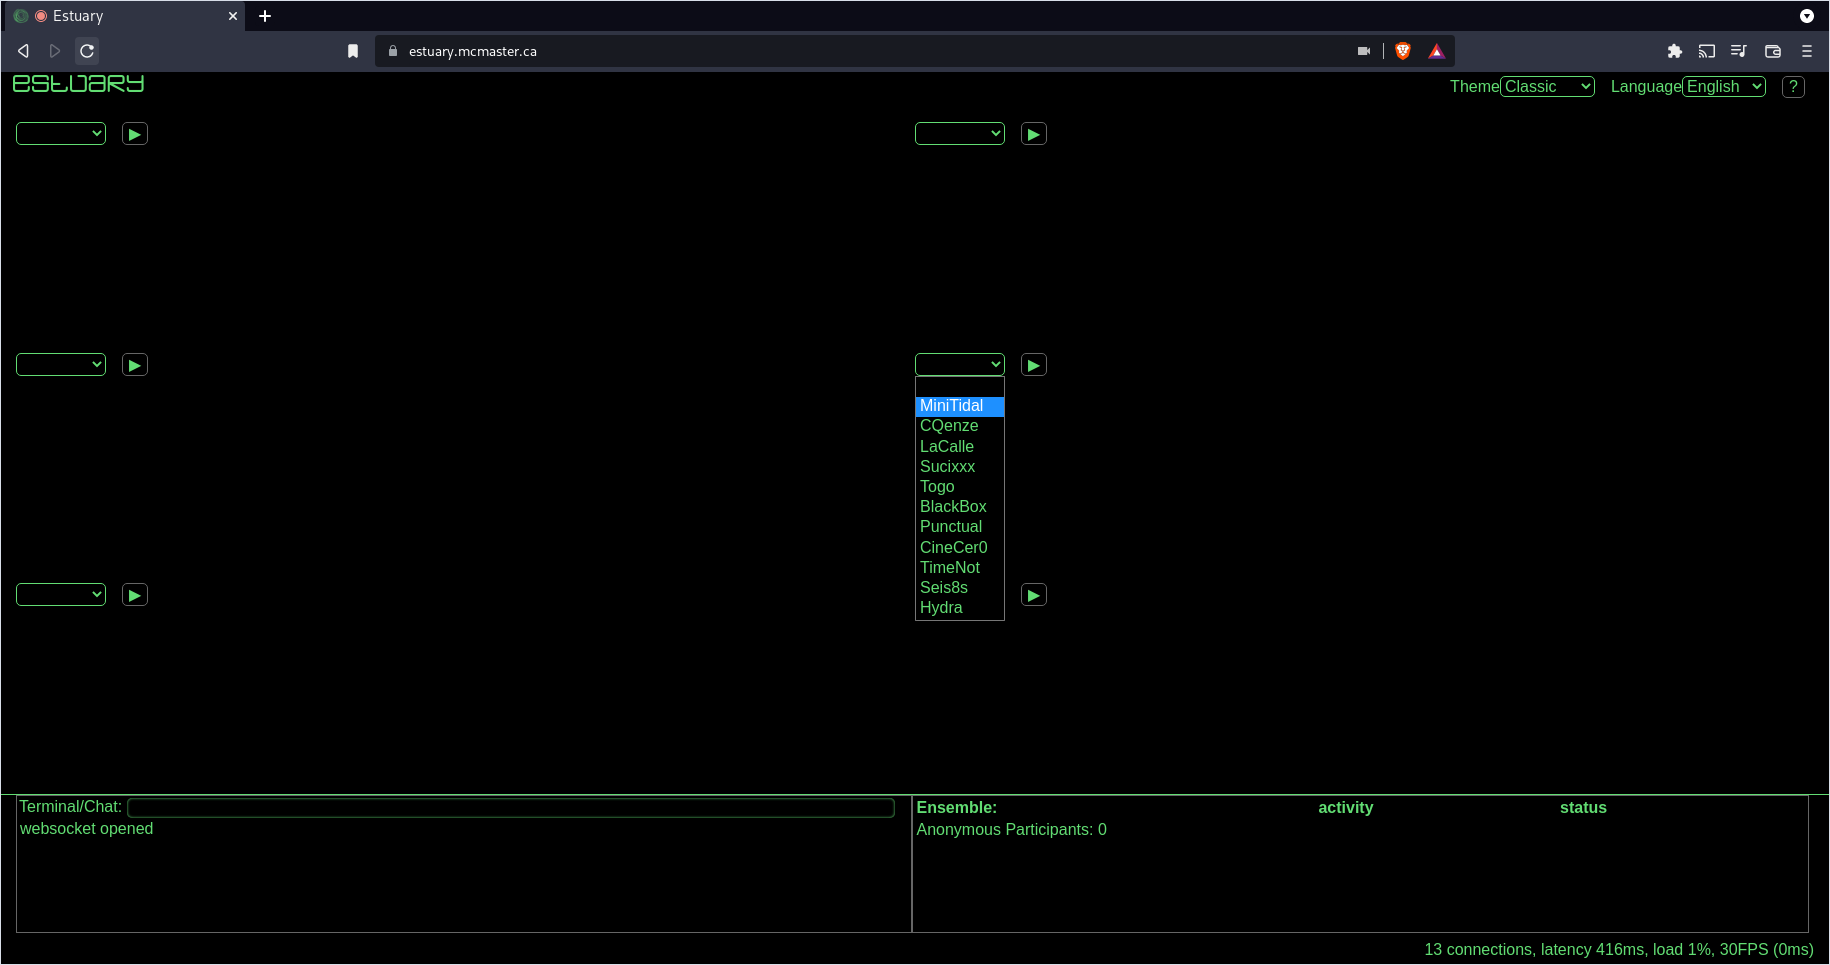 Estuary
estuary.mcmaster.ca
estuary
Theme Classic Language English ?
MiniTidal
CQenze
LaCalle
Sucixxx
Togo
BlackBox
Punctual
CineCer0
TimeNot
Seis8s
Hydra
Terminal/Chat:
websocket opened
Ensemble: activity status
Anonymous Participants: 0
13 connections, latency 416ms, load 1%, 30FPS (0ms)